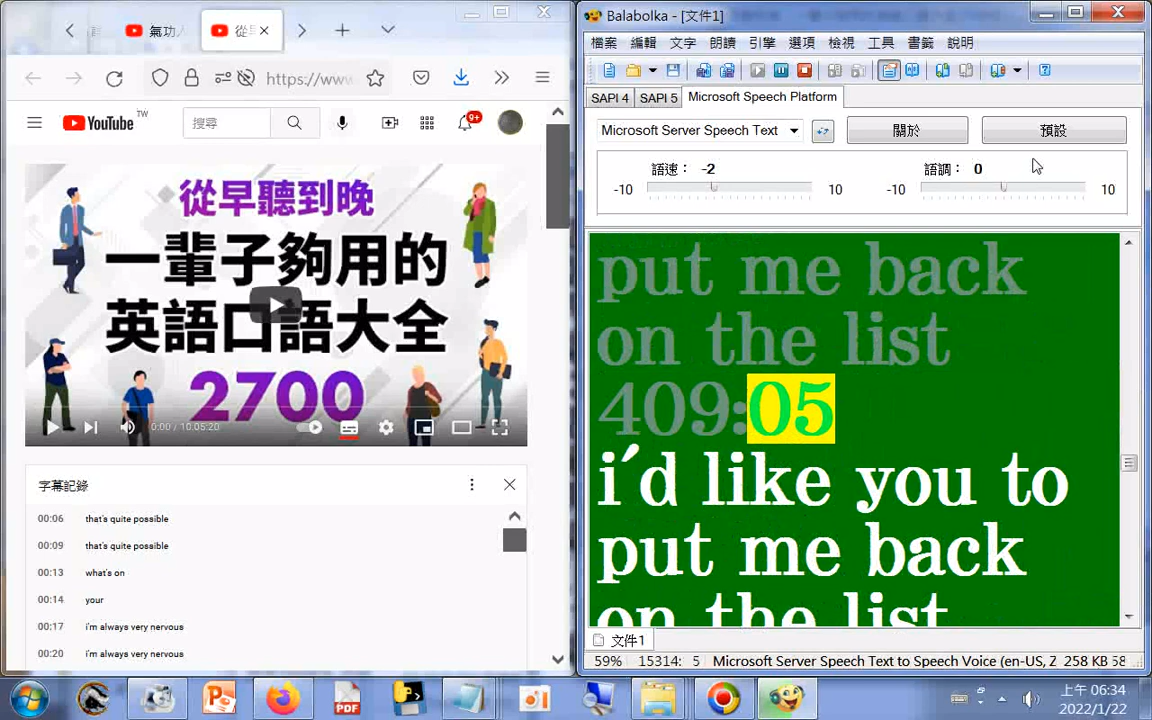 氣功
從
https://www
YouTube TW
搜尋
9+
從早聽到晚
一輩子夠用的
英語口語大全
2700
0:00 / 10:05:20
字幕記錄
00:06 that's quite possible
00:09 that's quite possible
00:13 what's on
00:14 your
00:17 i'm always very nervous
00:20 i'm always very nervous
Balabolka - [文件1]
檔案 編輯 文字 朗讀 引擎 選項 檢視 工具 書籤 說明
SAPI 4 SAPI 5 Microsoft Speech Platform
Microsoft Server Speech Text 關於 預設
語速： -2 語調： 0
-10 10 -10 10
put me back
on the list
409:05
i´d like you to
put me back
on the list
文件1
59% 15314: 5 Microsoft Server Speech Text to Speech Voice (en-US, Z 258 KB 58
PDF
上午 06:34
2022/1/22